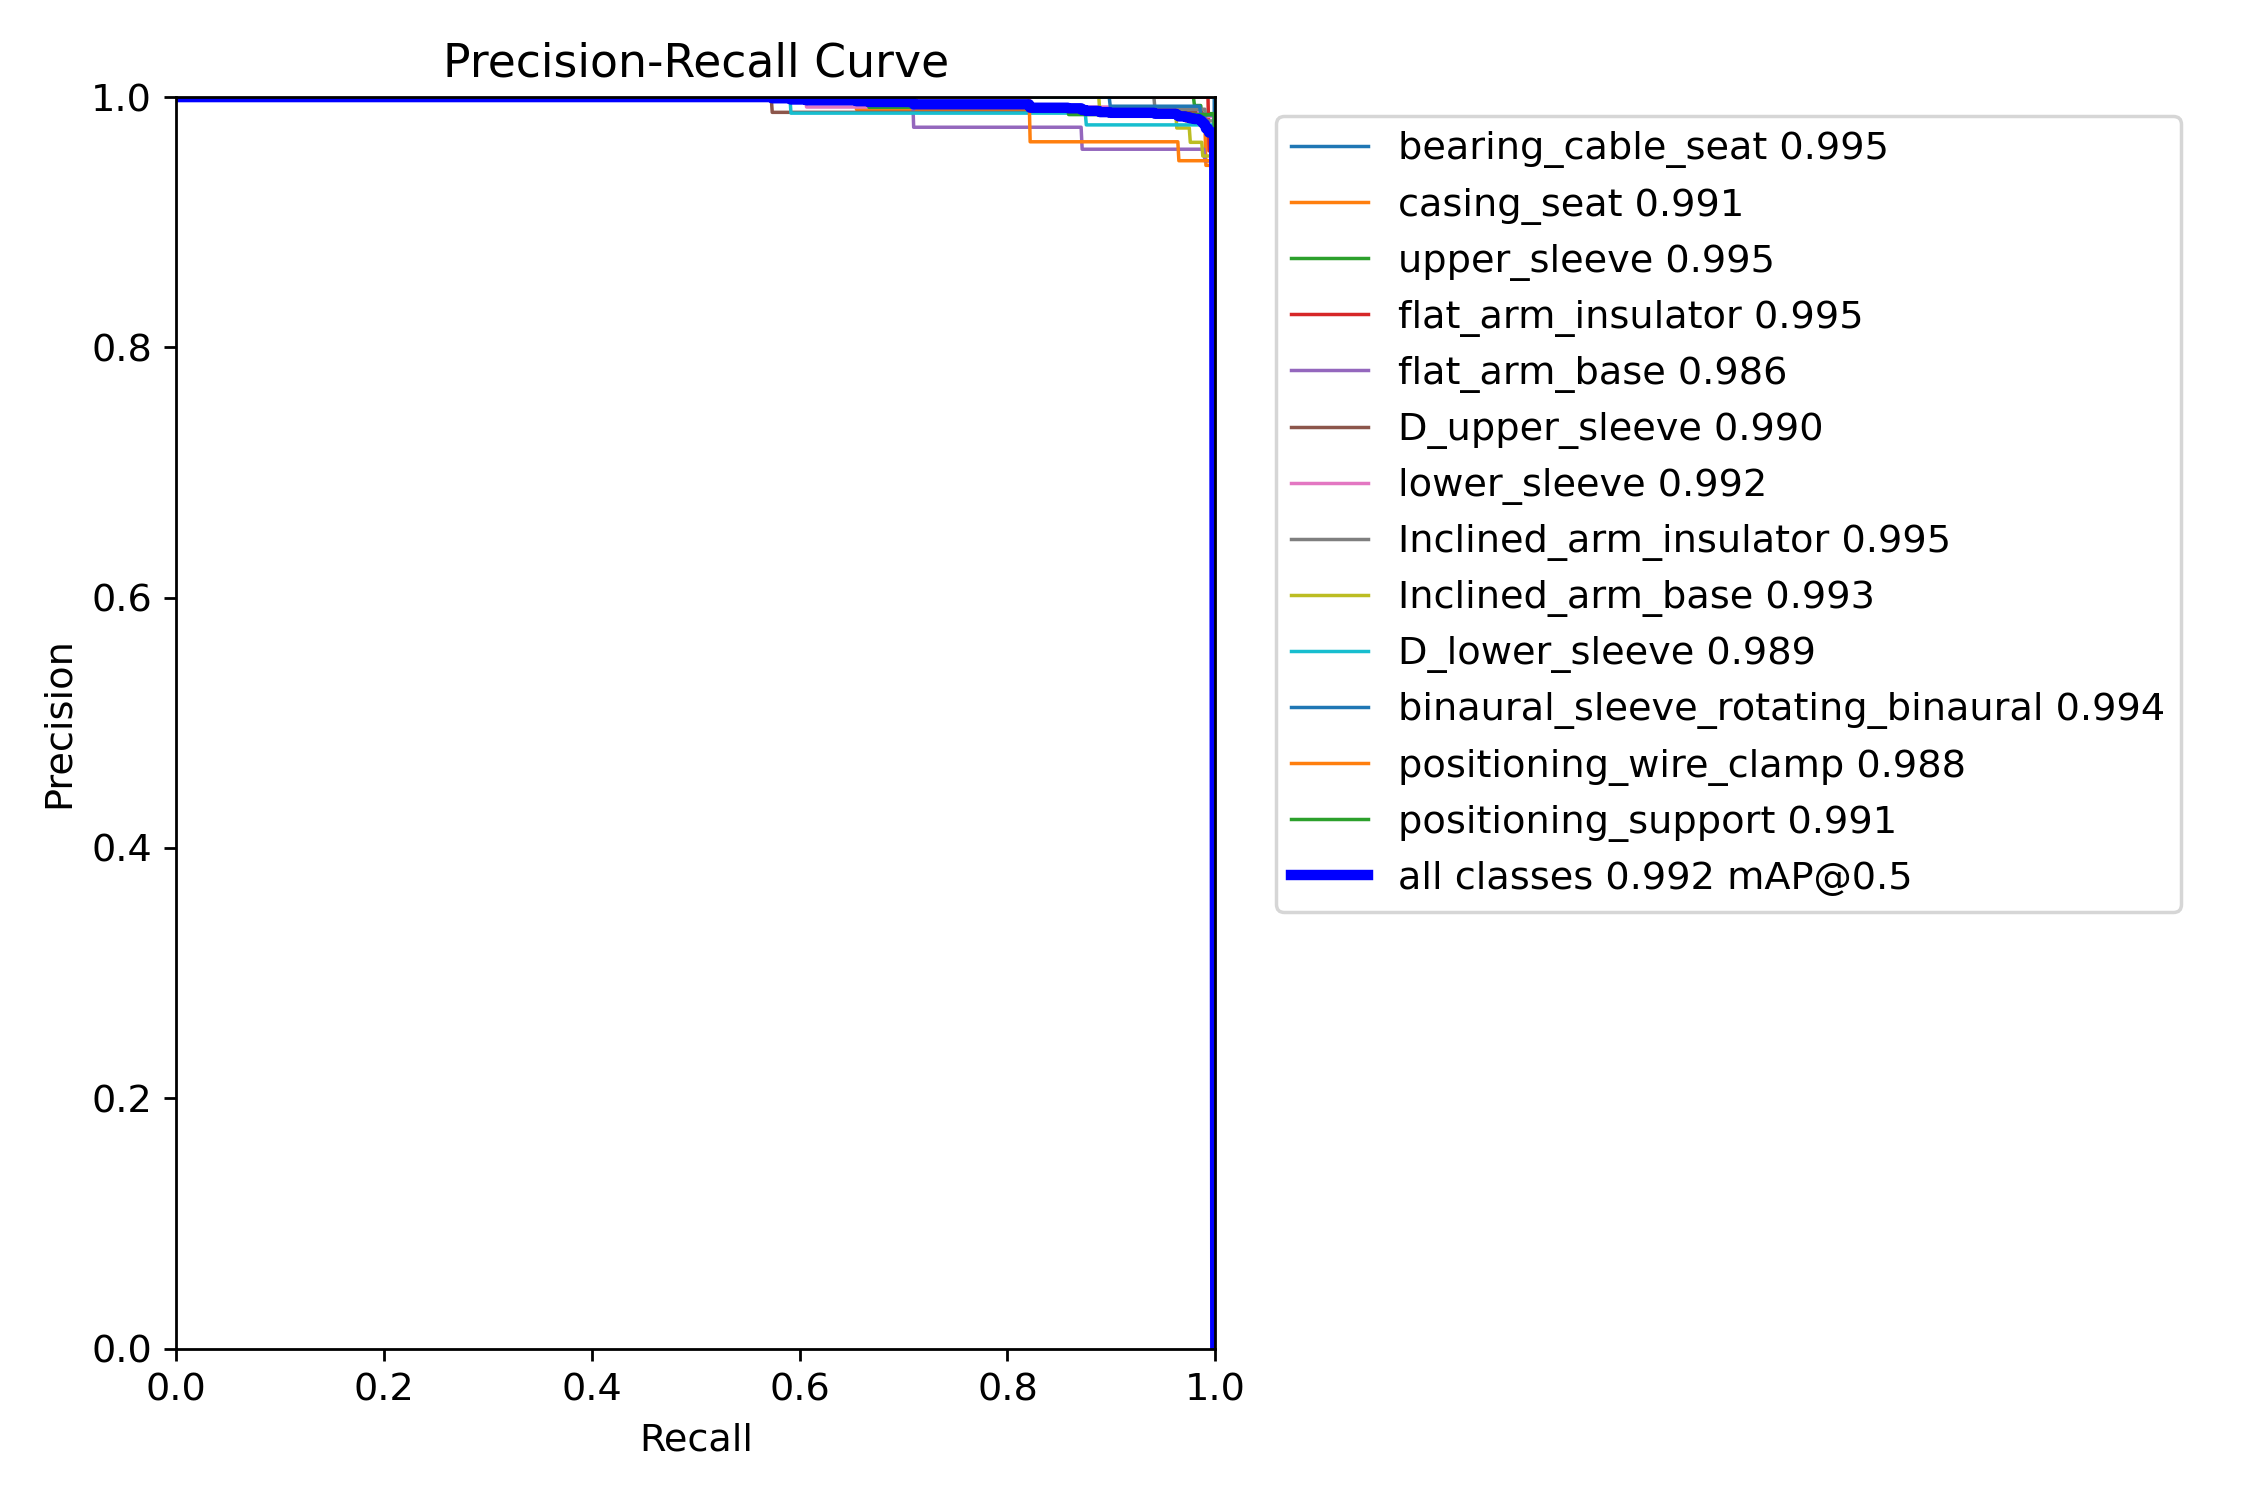 Precision-Recall Curve
1.0
0.8
0.6
0.4
0.2
0.0
Precision
0.0 0.2 0.4 0.6 0.8 1.0
Recall
bearing_cable_seat 0.995
casing_seat 0.991
upper_sleeve 0.995
flat_arm_insulator 0.995
flat_arm_base 0.986
D_upper_sleeve 0.990
lower_sleeve 0.992
Inclined_arm_insulator 0.995
Inclined_arm_base 0.993
D_lower_sleeve 0.989
binaural_sleeve_rotating_binaural 0.994
positioning_wire_clamp 0.988
positioning_support 0.991
all classes 0.992 mAP@0.5